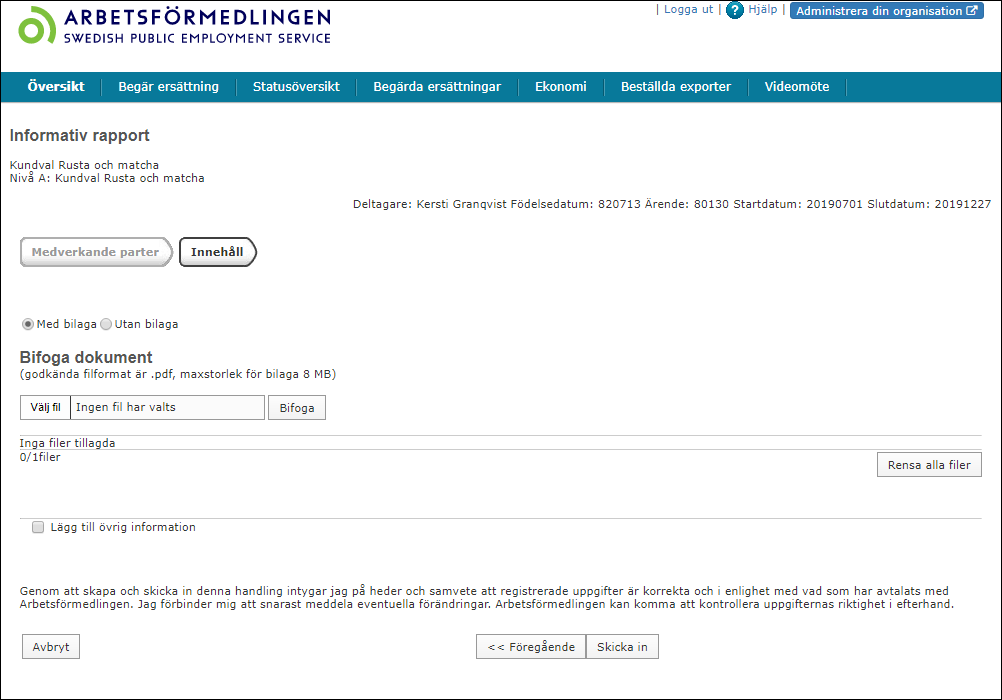 ARBETSFÖRMEDLINGEN
SWEDISH PUBLIC EMPLOYMENT SERVICE
| Logga ut | ? Hjälp | Administrera din organisation
Översikt Begär ersättning Statusöversikt Begärda ersättningar Ekonomi Beställda exporter Videomöte
Informativ rapport
Kundval Rusta och matcha
Nivå A: Kundval Rusta och matcha
Deltagare: Kersti Granqvist Födelsedatum: 820713 Ärende: 80130 Startdatum: 20190701 Slutdatum: 20191227
Medverkande parter Innehåll
Med bilaga Utan bilaga
Bifoga dokument
(godkända filformat är .pdf, maxstorlek för bilaga 8 MB)
Välj fil Ingen fil har valts Bifoga
Inga filer tillagda
0/1filer
Rensa alla filer
Lägg till övrig information
Genom att skapa och skicka in denna handling intygar jag på heder och samvete att registrerade uppgifter är korrekta och i enlighet med vad som har avtalats med
Arbetsförmedlingen. Jag förbinder mig att snarast meddela eventuella förändringar. Arbetsförmedlingen kan komma att kontrollera uppgifternas riktighet i efterhand.
Avbryt << Föregående Skicka in